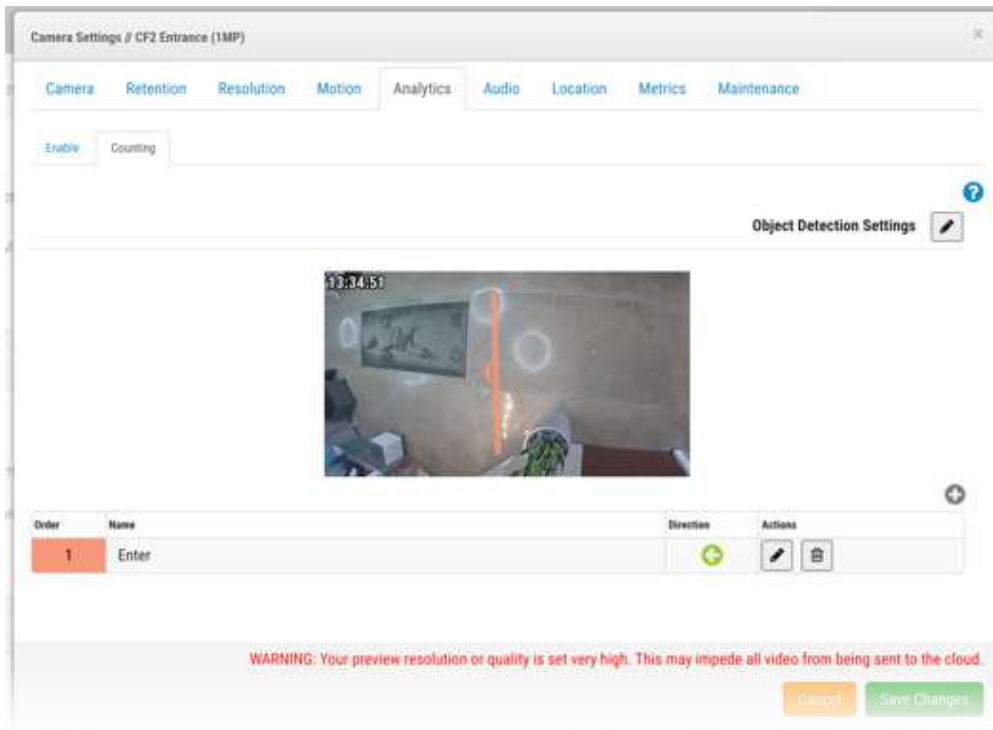 Camera Settings // CF2 Entrance (1MP)
Camera Retention Resolution Motion Analytics Audio Location Metrics Maintenance
Enable Counting
Object Detection Settings
13:34:51
Order Name Direction Actions
1 Enter
WARNING: Your preview resolution or quality is set very high. This may impede all video from being sent to the cloud.
Cancel Save Changes